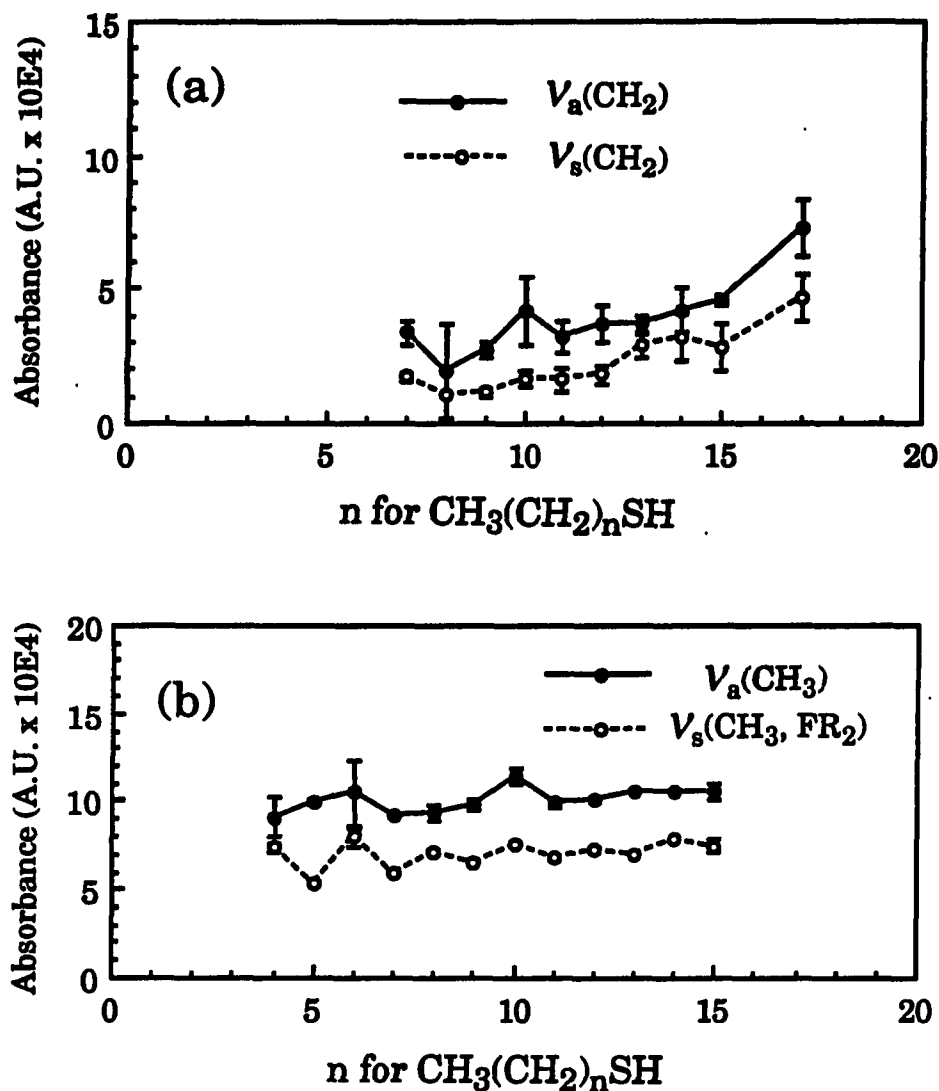 15
(a)
Vₐ(CH₂)
Vₛ(CH₂)
10
5
0
Absorbance (A.U. x 10E4)
0 5 10 15 20
n for CH₃(CH₂)ₙSH
20
(b)
Vₐ(CH₃)
Vₛ(CH₃, FR₂)
15
10
5
0
Absorbance (A.U. x 10E4)
0 5 10 15 20
n for CH₃(CH₂)ₙSH